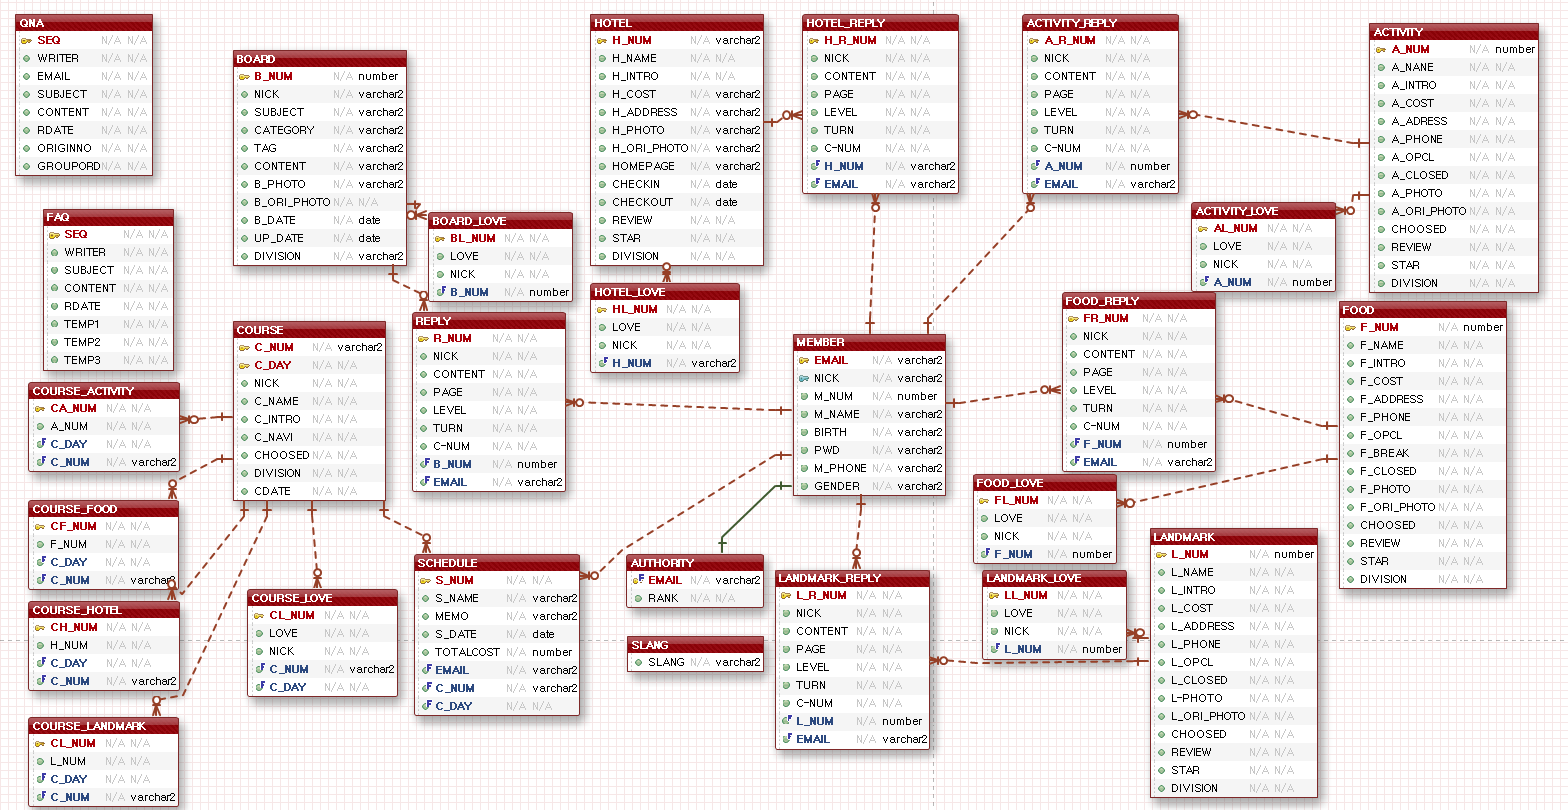 QNA
SEQ N/A N/A
WRITER N/A N/A
EMAIL N/A N/A
SUBJECT N/A N/A
CONTENT N/A N/A
RDATE N/A N/A
ORIGINNO N/A N/A
GROUPORD N/A N/A
FAQ
SEQ N/A N/A
WRITER N/A N/A
SUBJECT N/A N/A
CONTENT N/A N/A
RDATE N/A N/A
TEMP1 N/A N/A
TEMP2 N/A N/A
TEMP3 N/A N/A
BOARD
B_NUM N/A number
NICK N/A varchar2
SUBJECT N/A varchar2
CATEGORY N/A varchar2
TAG N/A varchar2
CONTENT N/A varchar2
B_PHOTO N/A varchar2
B_ORI_PHOTO N/A N/A
B_DATE N/A date
UP_DATE N/A date
DIVISION N/A varchar2
BOARD_LOVE
BL_NUM N/A N/A
LOVE N/A N/A
NICK N/A N/A
B_NUM N/A number
HOTEL
H_NUM N/A varchar2
H_NAME N/A varchar2
H_INTRO N/A varchar2
H_COST N/A varchar2
H_ADDRESS N/A varchar2
H_PHOTO N/A varchar2
H_ORI_PHOTO N/A varchar2
HOMEPAGE N/A varchar2
CHECKIN N/A date
CHECKOUT N/A date
REVIEW N/A N/A
STAR N/A N/A
DIVISION N/A N/A
HOTEL_LOVE
HL_NUM N/A N/A
LOVE N/A N/A
NICK N/A N/A
H_NUM N/A varchar2
HOTEL_REPLY
H_R_NUM N/A N/A
NICK N/A N/A
CONTENT N/A N/A
PAGE N/A N/A
LEVEL N/A N/A
TURN N/A N/A
C-NUM N/A N/A
H_NUM N/A varchar2
EMAIL N/A varchar2
ACTIVITY_REPLY
A_R_NUM N/A N/A
NICK N/A N/A
CONTENT N/A N/A
PAGE N/A N/A
LEVEL N/A N/A
TURN N/A N/A
C-NUM N/A N/A
A_NUM N/A number
EMAIL N/A varchar2
ACTIVITY
A_NUM N/A number
A_NANE N/A N/A
A_INTRO N/A N/A
A_COST N/A N/A
A_ADRESS N/A N/A
A_PHONE N/A N/A
A_OPCL N/A N/A
A_CLOSED N/A N/A
A_PHOTO N/A N/A
A_ORI_PHOTO N/A N/A
CHOOSED N/A N/A
REVIEW N/A N/A
STAR N/A N/A
DIVISION N/A N/A
ACTIVITY_LOVE
AL_NUM N/A N/A
LOVE N/A N/A
NICK N/A N/A
A_NUM N/A number
COURSE
C_NUM N/A varchar2
C_DAY N/A N/A
NICK N/A N/A
C_NAME N/A N/A
C_INTRO N/A N/A
C_NAVI N/A N/A
CHOOSED N/A N/A
DIVISION N/A N/A
CDATE N/A N/A
REPLY
R_NUM N/A N/A
NICK N/A N/A
CONTENT N/A N/A
PAGE N/A N/A
LEVEL N/A N/A
TURN N/A N/A
C-NUM N/A N/A
B_NUM N/A number
EMAIL N/A varchar2
MEMBER
EMAIL N/A varchar2
NICK N/A varchar2
M_NUM N/A number
M_NAME N/A varchar2
BIRTH N/A varchar2
PWD N/A varchar2
M_PHONE N/A varchar2
GENDER N/A varchar2
FOOD_REPLY
FR_NUM N/A N/A
NICK N/A N/A
CONTENT N/A N/A
PAGE N/A N/A
LEVEL N/A N/A
TURN N/A N/A
C-NUM N/A N/A
F_NUM N/A number
EMAIL N/A varchar2
FOOD
F_NUM N/A number
F_NAME N/A N/A
F_INTRO N/A N/A
F_COST N/A N/A
F_ADDRESS N/A N/A
F_PHONE N/A N/A
F_OPCL N/A N/A
F_BREAK N/A N/A
F_CLOSED N/A N/A
F_PHOTO N/A N/A
F_ORI_PHOTO N/A N/A
CHOOSED N/A N/A
REVIEW N/A N/A
STAR N/A N/A
DIVISION N/A N/A
COURSE_ACTIVITY
CA_NUM N/A N/A
A_NUM N/A N/A
C_DAY N/A N/A
C_NUM N/A varchar2
COURSE_FOOD
CF_NUM N/A N/A
F_NUM N/A N/A
C_DAY N/A N/A
C_NUM N/A varchar2
COURSE_HOTEL
CH_NUM N/A N/A
H_NUM N/A N/A
C_DAY N/A N/A
C_NUM N/A varchar2
COURSE_LANDMARK
CL_NUM N/A N/A
L_NUM N/A N/A
C_DAY N/A N/A
C_NUM N/A varchar2
COURSE_LOVE
CL_NUM N/A N/A
LOVE N/A N/A
NICK N/A N/A
C_NUM N/A varchar2
C_DAY N/A N/A
SCHEDULE
S_NUM N/A N/A
S_NAME N/A varchar2
MEMO N/A varchar2
S_DATE N/A date
TOTALCOST N/A number
EMAIL N/A varchar2
C_NUM N/A varchar2
C_DAY N/A N/A
AUTHORITY
EMAIL N/A varchar2
RANK N/A N/A
SLANG
SLANG N/A varchar2
LANDMARK_REPLY
L_R_NUM N/A N/A
NICK N/A N/A
CONTENT N/A N/A
PAGE N/A N/A
LEVEL N/A N/A
TURN N/A N/A
C-NUM N/A N/A
L_NUM N/A number
EMAIL N/A varchar2
FOOD_LOVE
FL_NUM N/A N/A
LOVE N/A N/A
NICK N/A N/A
F_NUM N/A number
LANDMARK_LOVE
LL_NUM N/A N/A
LOVE N/A N/A
NICK N/A N/A
L_NUM N/A number
LANDMARK
L_NUM N/A number
L_NAME N/A N/A
L_INTRO N/A N/A
L_COST N/A N/A
L_ADDRESS N/A N/A
L_PHONE N/A N/A
L_OPCL N/A N/A
L_CLOSED N/A N/A
L-PHOTO N/A N/A
L_ORI_PHOTO N/A N/A
CHOOSED N/A N/A
REVIEW N/A N/A
STAR N/A N/A
DIVISION N/A N/A